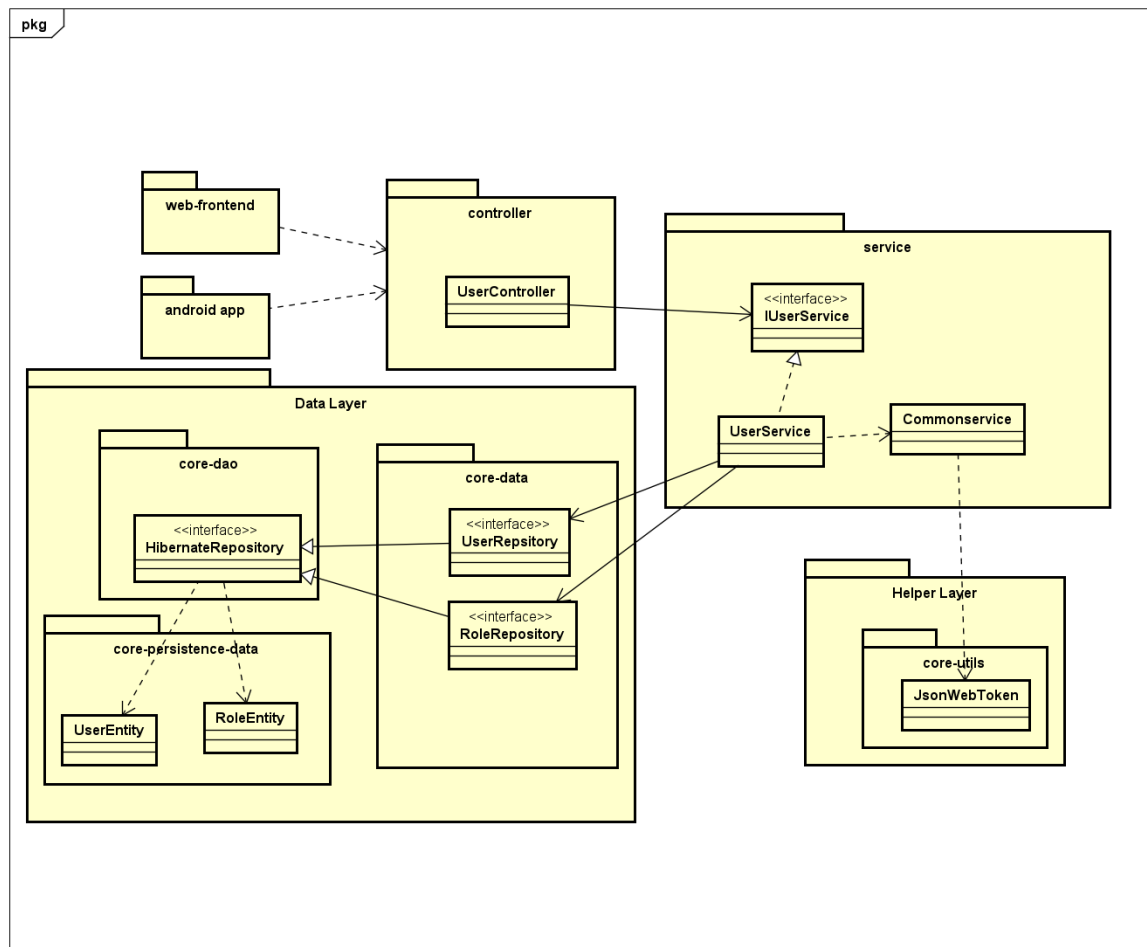 pkg
web-frontend
controller
service
UserController
<<interface>>
IUserService
android app
Data Layer
UserService
Commonservice
core-dao
core-data
<<interface>>
HibernateRepository
<<interface>>
UserRepsitory
<<interface>>
RoleRepository
Helper Layer
core-persistence-data
core-utils
UserEntity
RoleEntity
JsonWebToken